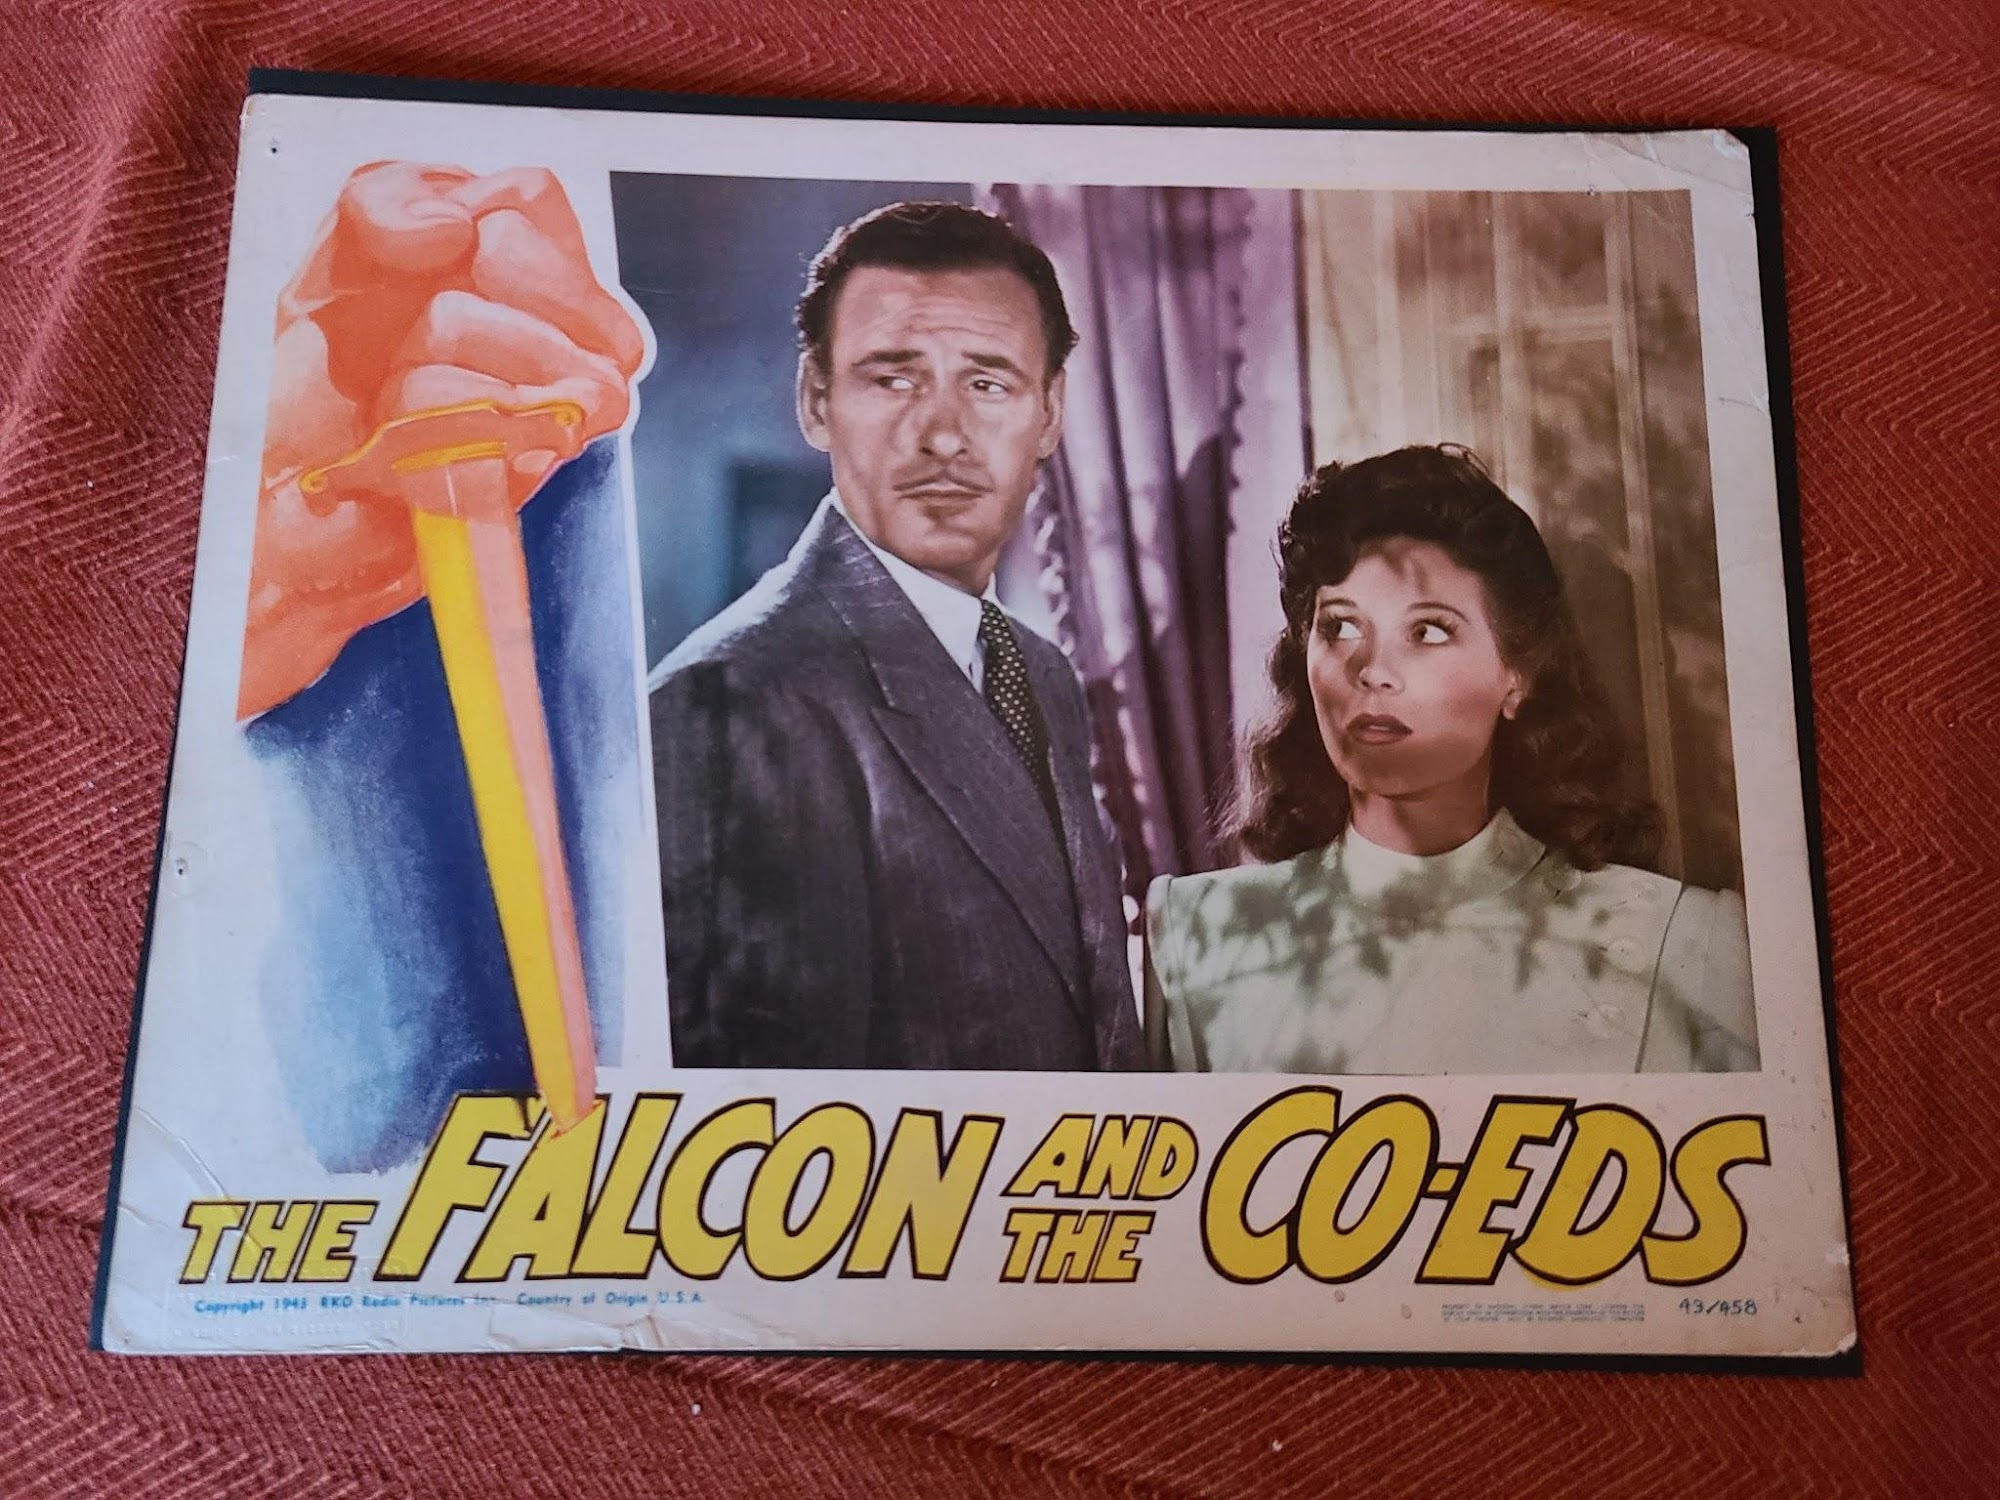 THE FALCON AND THE CO-EDS
Copyright 1943 RKO Radio Pictures Inc. Country of Origin U.S.A.
43/458